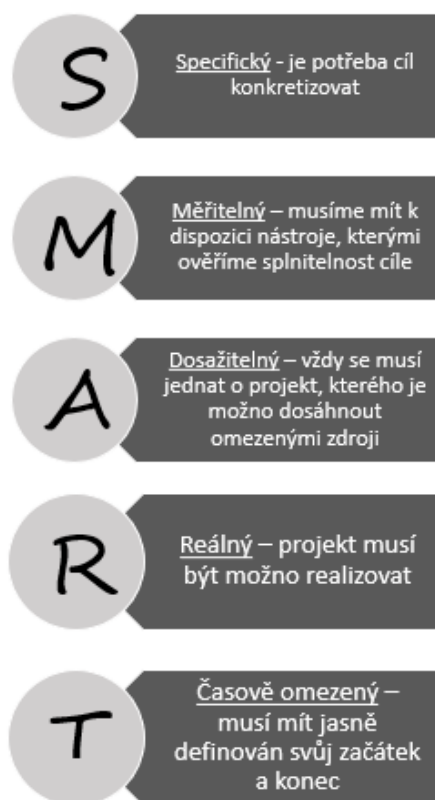 S
Specifický - je potřeba cíl
konkretizovat
M
Měřitelný – musíme mít k
dispozici nástroje, kterými
ověříme splnitelnost cíle
A
Dosažitelný – vždy se musí
jednat o projekt, kterého je
možno dosáhnout
omezenými zdroji
R
Reálný – projekt musí
být možno realizovat
T
Časově omezený –
musí mít jasně
definován svůj začátek
a konec